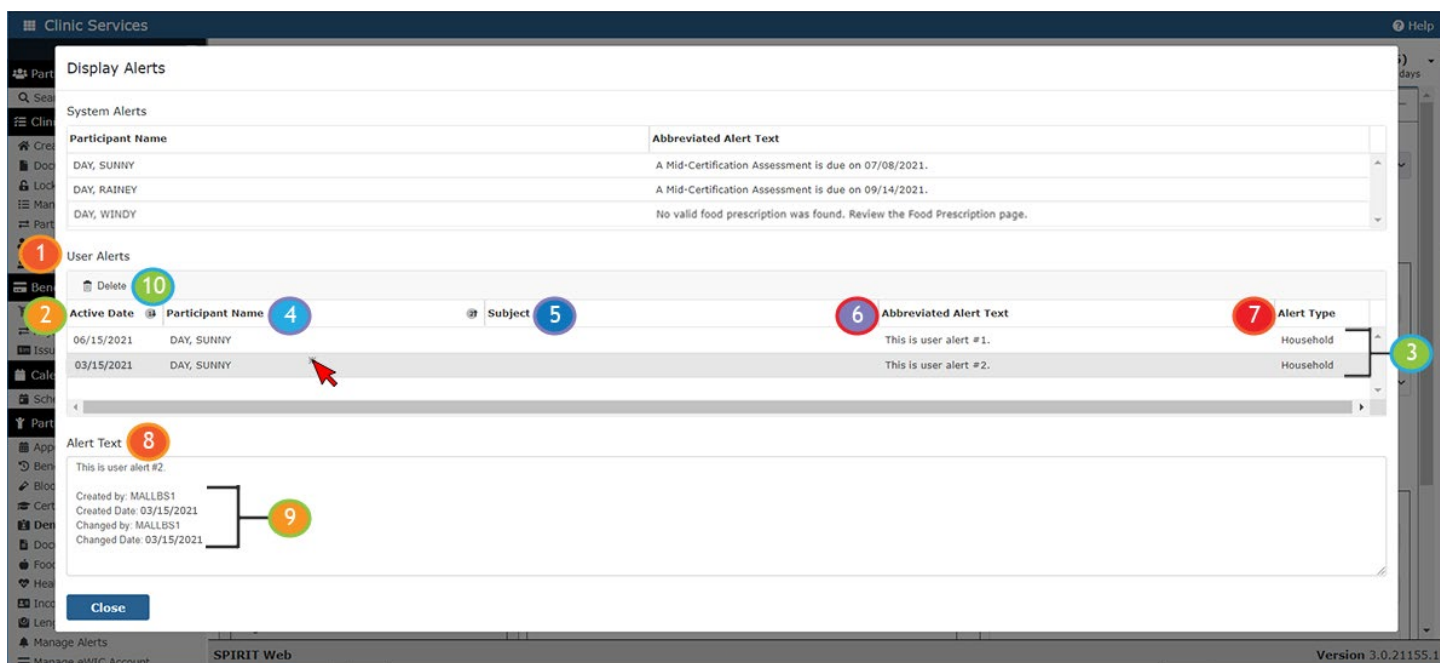 Clinic Services
Help
Display Alerts
System Alerts
Participant Name Abbreviated Alert Text
DAY, SUNNY A Mid-Certification Assessment is due on 07/08/2021.
DAY, RAINEY A Mid-Certification Assessment is due on 09/14/2021.
DAY, WINDY No valid food prescription was found. Review the Food Prescription page.
1 User Alerts
Delete 10
2 Active Date Participant Name 4 Subject 5 6 Abbreviated Alert Text 7 Alert Type
06/15/2021 DAY, SUNNY This is user alert #1. Household
3
03/15/2021 DAY, SUNNY This is user alert #2. Household
Alert Text 8
This is user alert #2.
Created by: MALLBS1
Created Date: 03/15/2021
9
Changed by: MALLBS1
Changed Date: 03/15/2021
Close
Manage Alerts
Manage eWIC Account
days
SPIRIT Web Version 3.0.21155.1